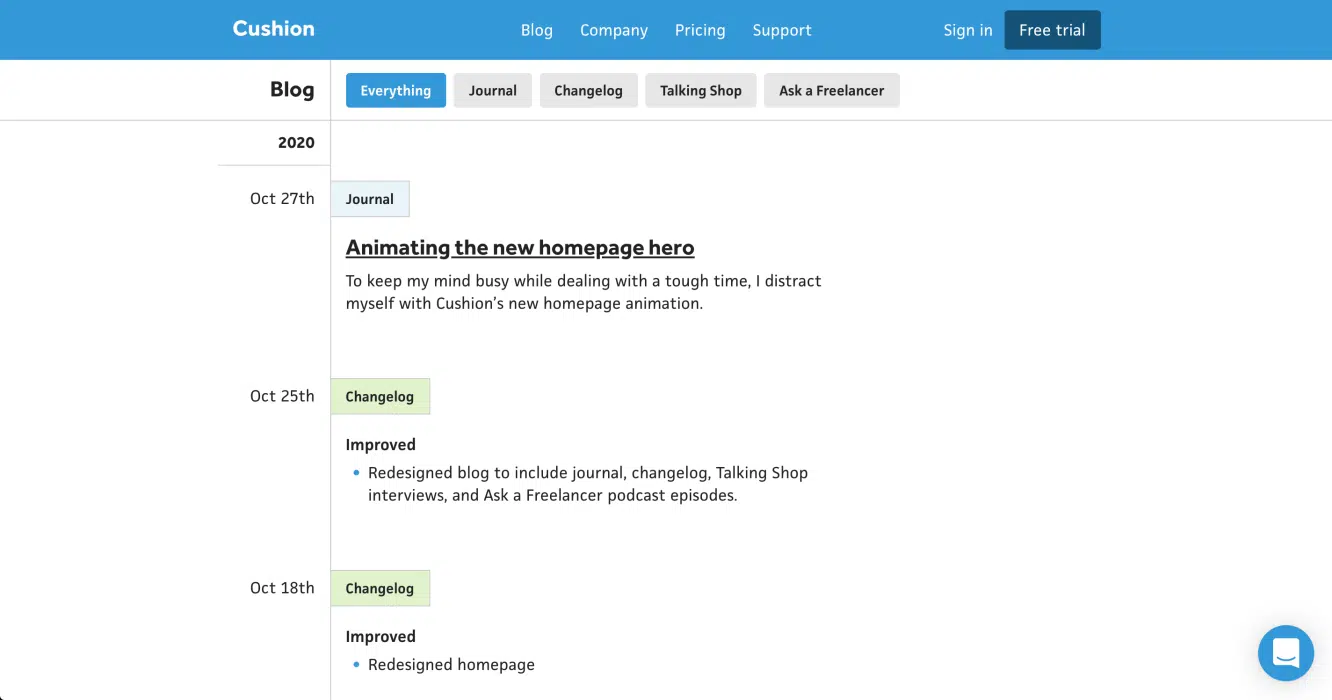 Cushion
Blog Company Pricing Support
Sign in Free trial
Blog
Everything Journal Changelog Talking Shop Ask a Freelancer
2020
Oct 27th
Journal
Animating the new homepage hero
To keep my mind busy while dealing with a tough time, I distract
myself with Cushion’s new homepage animation.
Oct 25th
Changelog
Improved
• Redesigned blog to include journal, changelog, Talking Shop
interviews, and Ask a Freelancer podcast episodes.
Oct 18th
Changelog
Improved
• Redesigned homepage